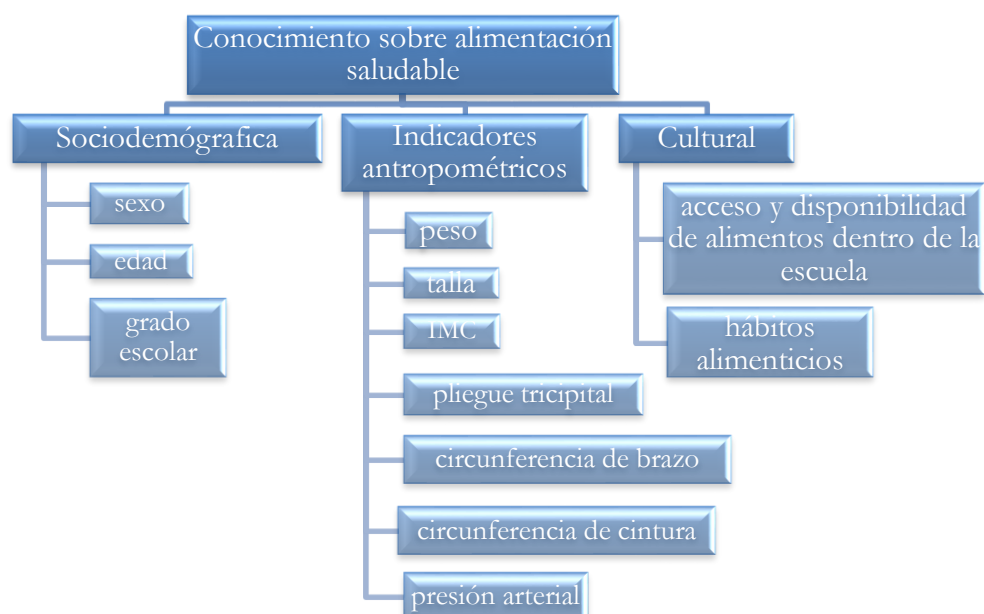 Conocimiento sobre alimentación
saludable
Sociodemógrafica
sexo
edad
grado
escolar
Indicadores
antropométricos
peso
talla
IMC
pliegue tricipital
circunferencia de brazo
circunferencia de cintura
presión arterial
Cultural
acceso y disponibilidad
de alimentos dentro de la
escuela
hábitos
alimenticios